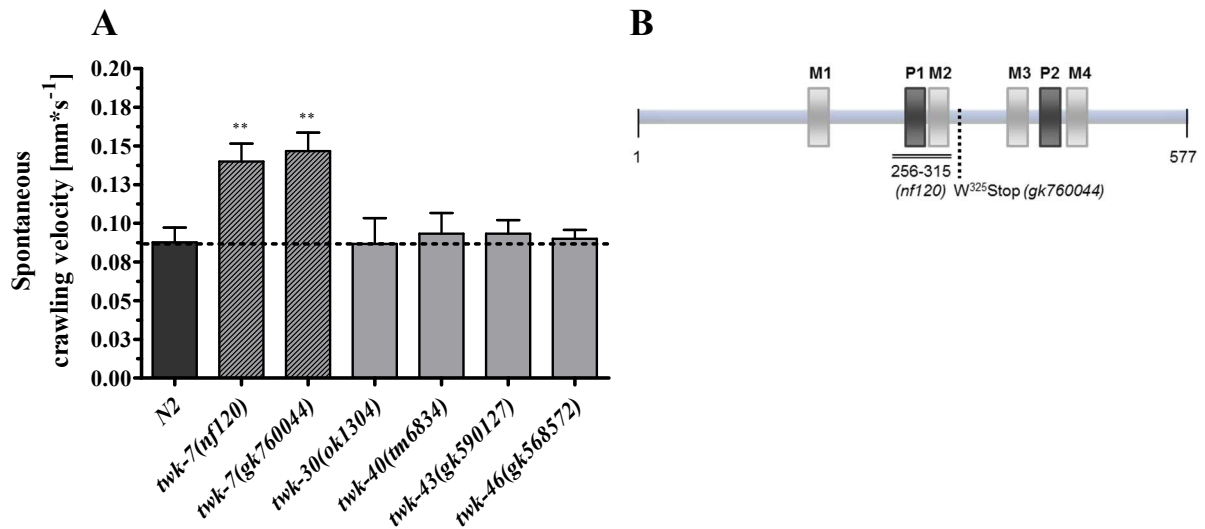 A
Spontaneous
crawling velocity [mm*s⁻¹]
0.20
0.18
0.15
0.13
0.10
0.08
0.05
0.03
0.00
**
**
N2
twk-7(nf120)
twk-7(gk760044)
twk-30(ok1304)
twk-40(tm6834)
twk-43(gk590127)
twk-46(gk568572)
B
M1 P1 M2 M3 P2 M4
1 577
256-315
(nf120) W³²⁵Stop (gk760044)